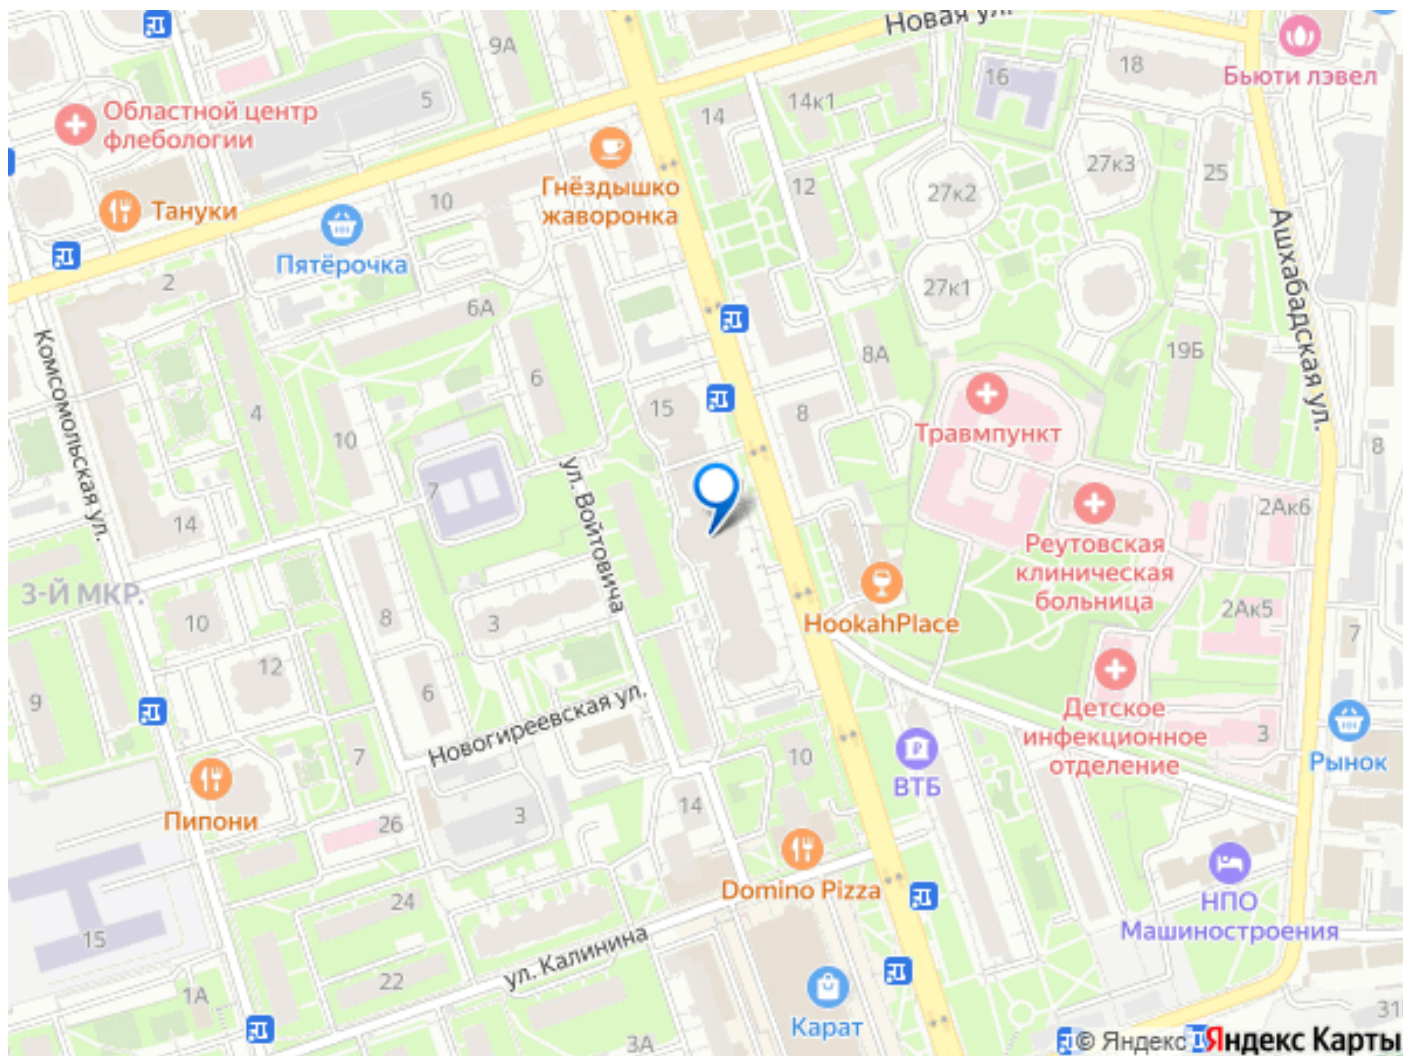 Новая ул.
9А
5
Областной центр
флебологии
14
14к1
16
18
Бьюти лэвел
Тануки
10
Гнёздышко
жаворонка
12
27к2
27к3
25
Пятёрочка
2
6А
27к1
Ашхабадская ул.
Комсомольская ул.
4
10
6
15
8А
8
19Б
Травмпункт
8
7
ул. Войтовича
14
2Ак6
Реутовская
клиническая
больница
3-Й МКР.
10
8
3
HookahPlace
2Ак5
7
12
6
9
Новогиреевская ул.
Детское
инфекционное
отделение
3
Рынок
7
10
ВТБ
Пипони
26
3
14
Domino Pizza
НПО
Машиностроения
24
15
ул. Калинина
22
1А
Карат
3А
31
© Яндекс Яндекс Карты